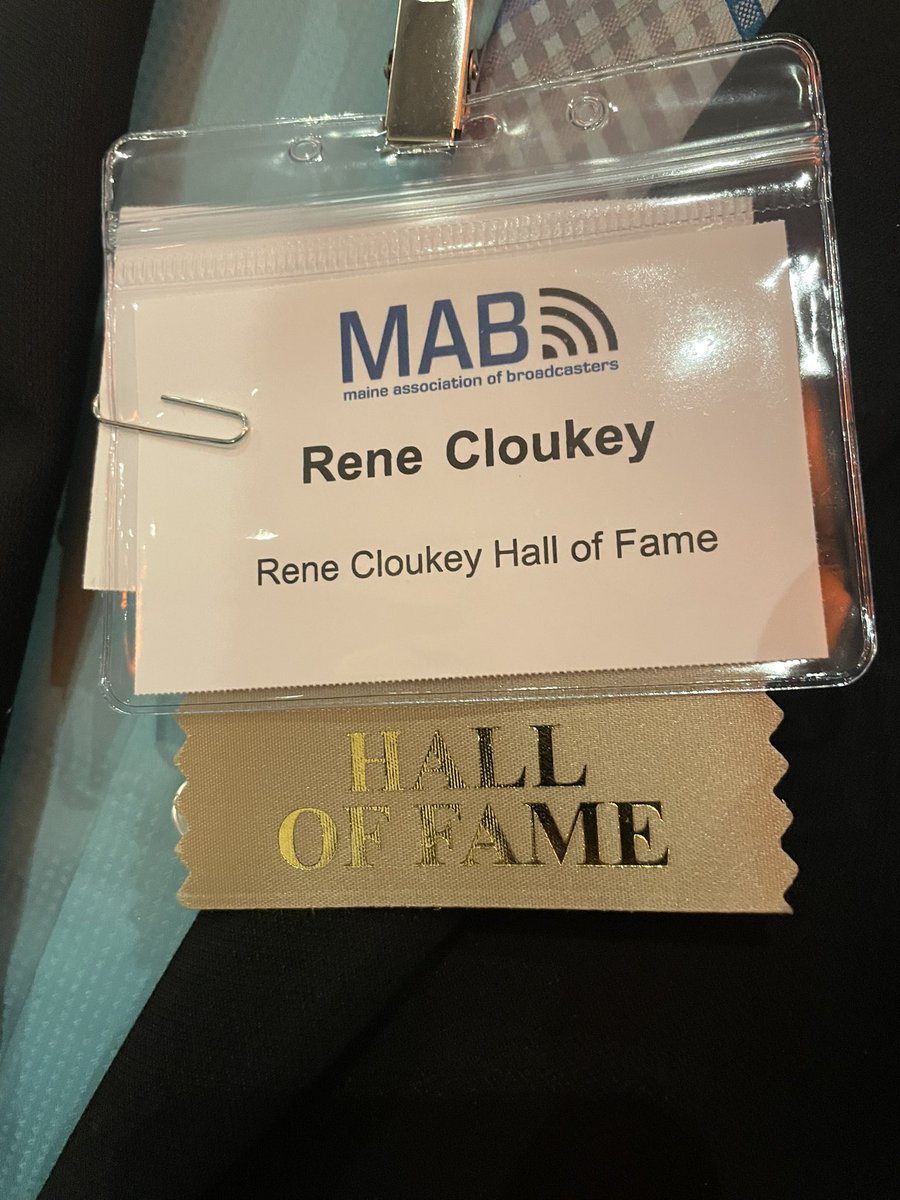 MAB
maine association of broadcasters
Rene Cloukey
Rene Cloukey Hall of Fame
HALL
OF FAME